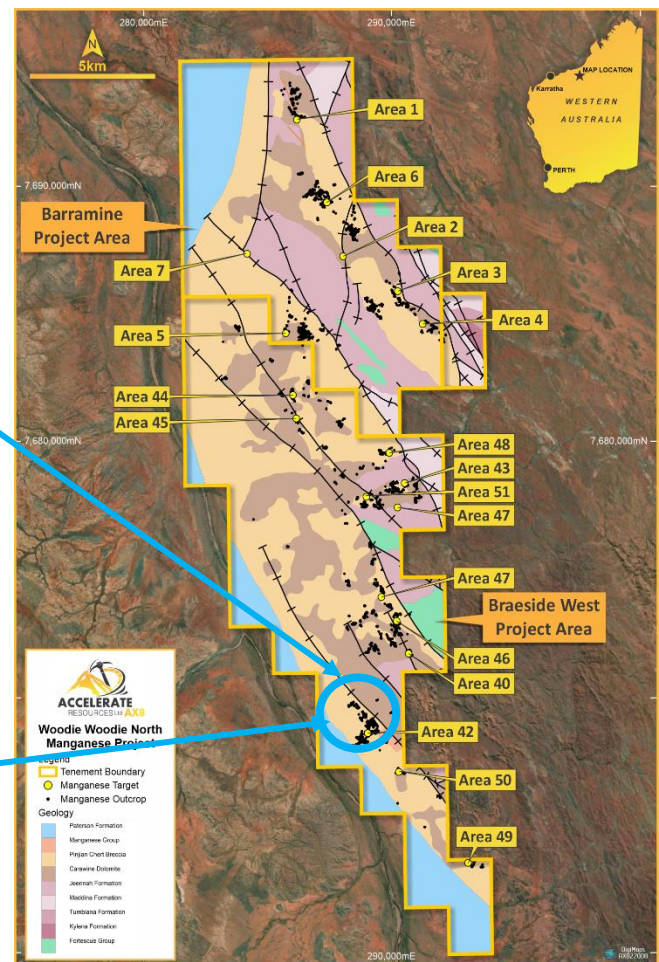 280,000mE
290,000mE
N
5km
MAP LOCATION
Karratha
WESTERN
AUSTRALIA
PERTH
Area 1
7,690,000mN
Area 6
Barramine
Project Area
Area 2
Area 7
Area 3
Area 5
Area 4
Area 44
Area 45
7,680,000mN
7,680,000mN
Area 48
Area 43
Area 51
Area 47
Area 47
Braeside West
Project Area
Area 46
Area 40
Area 42
Area 50
Area 49
ACCELERATE
RESOURCES Ltd AX8
Woodie Woodie North
Manganese Project
Legend
Tenement Boundary
Manganese Target
Manganese Outcrop
Geology
Paterson Formation
Manganese Group
Pinjian Chert Breccia
Carawine Dolomite
Jeerinah Formation
Maddina Formation
Tumbiana Formation
Kylena Formation
Fortescue Group
290,000mE
DigiMaps
AX822008